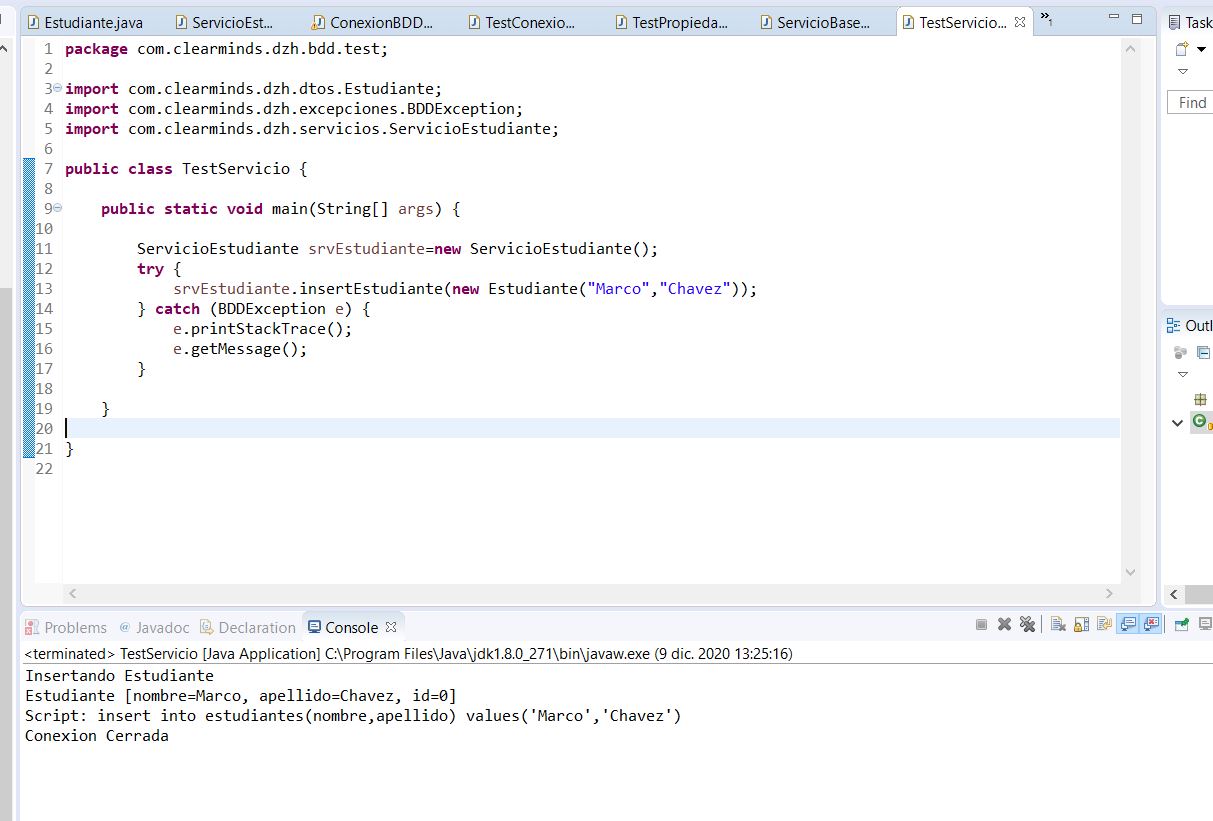 Estudiante.java ServicioEst... ConexionBDD... TestConexio... TestPropieda... ServicioBase... TestServicio... »1 Task
1 package com.clearminds.dzh.bdd.test;
2
3 import com.clearminds.dzh.dtos.Estudiante;
4 import com.clearminds.dzh.excepciones.BDDException;
5 import com.clearminds.dzh.servicios.ServicioEstudiante;
6
7 public class TestServicio {
8
9 public static void main(String[] args) {
10
11 ServicioEstudiante srvEstudiante=new ServicioEstudiante();
12 try {
13 srvEstudiante.insertEstudiante(new Estudiante("Marco","Chavez"));
14 } catch (BDDException e) {
15 e.printStackTrace();
16 e.getMessage();
17 }
18
19 }
20
21 }
22
Find
Outl
Problems @ Javadoc Declaration Console
<terminated> TestServicio [Java Application] C:\Program Files\Java\jdk1.8.0_271\bin\javaw.exe (9 dic. 2020 13:25:16)
Insertando Estudiante
Estudiante [nombre=Marco, apellido=Chavez, id=0]
Script: insert into estudiantes(nombre,apellido) values('Marco','Chavez')
Conexion Cerrada